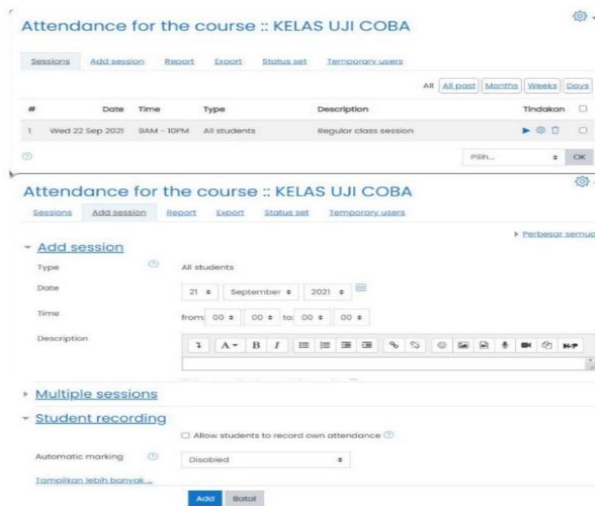 Attendance for the course :: KELAS UJI COBA
Sessions Add session Report Export Status set Temporary users
All All past Months Weeks Days
# Date Time Type Description Tindakan
1 Wed 22 Sep 2021 9AM - 10PM All students Regular class session
Pilih... OK
Attendance for the course :: KELAS UJI COBA
Sessions Add session Report Export Status set Temporary users
Perbesar semua
Add session
Type All students
Date 21 September 2021
Time from: 00 00 to: 00 00
Description
A B I H-P
Multiple sessions
Student recording
Allow students to record own attendance
Automatic marking Disabled
Tampilkan lebih banyak ...
Add Batal